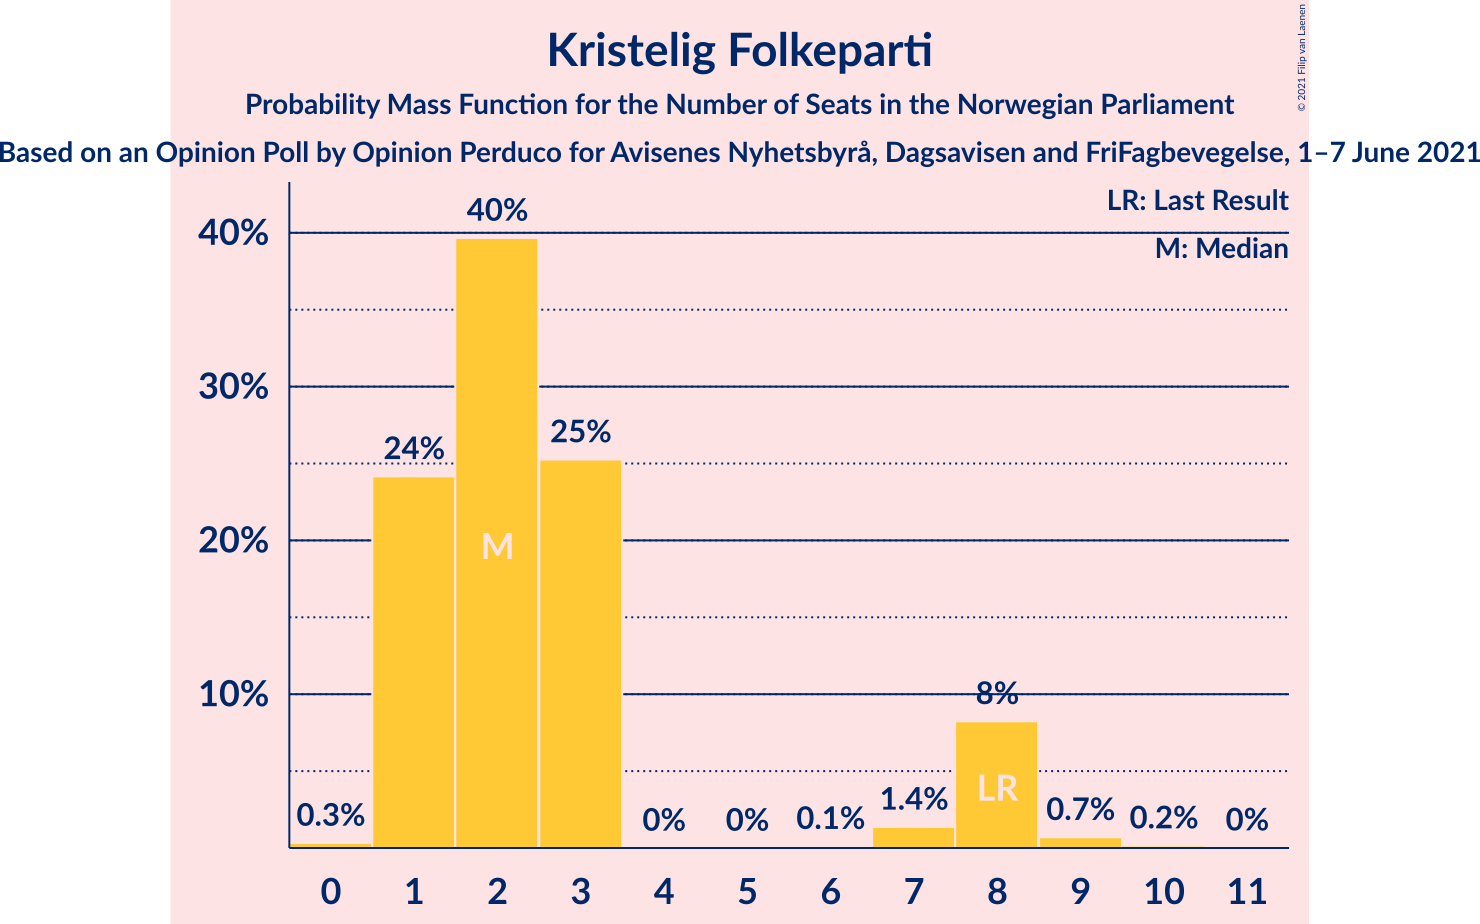 Kristelig Folkeparti
Probability Mass Function for the Number of Seats in the Norwegian Parliament
Based on an Opinion Poll by Opinion Perduco for Avisenes Nyhetsbyrå, Dagsavisen and FriFagbevegelse, 1–7 June 2021
© 2021 Filip van Laenen
LR: Last Result
M: Median
40%
30%
20%
10%
0.3%
24%
40%
25%
0%
0%
0.1%
1.4%
8%
0.7%
0.2%
0%
M
LR
0 1 2 3 4 5 6 7 8 9 10 11